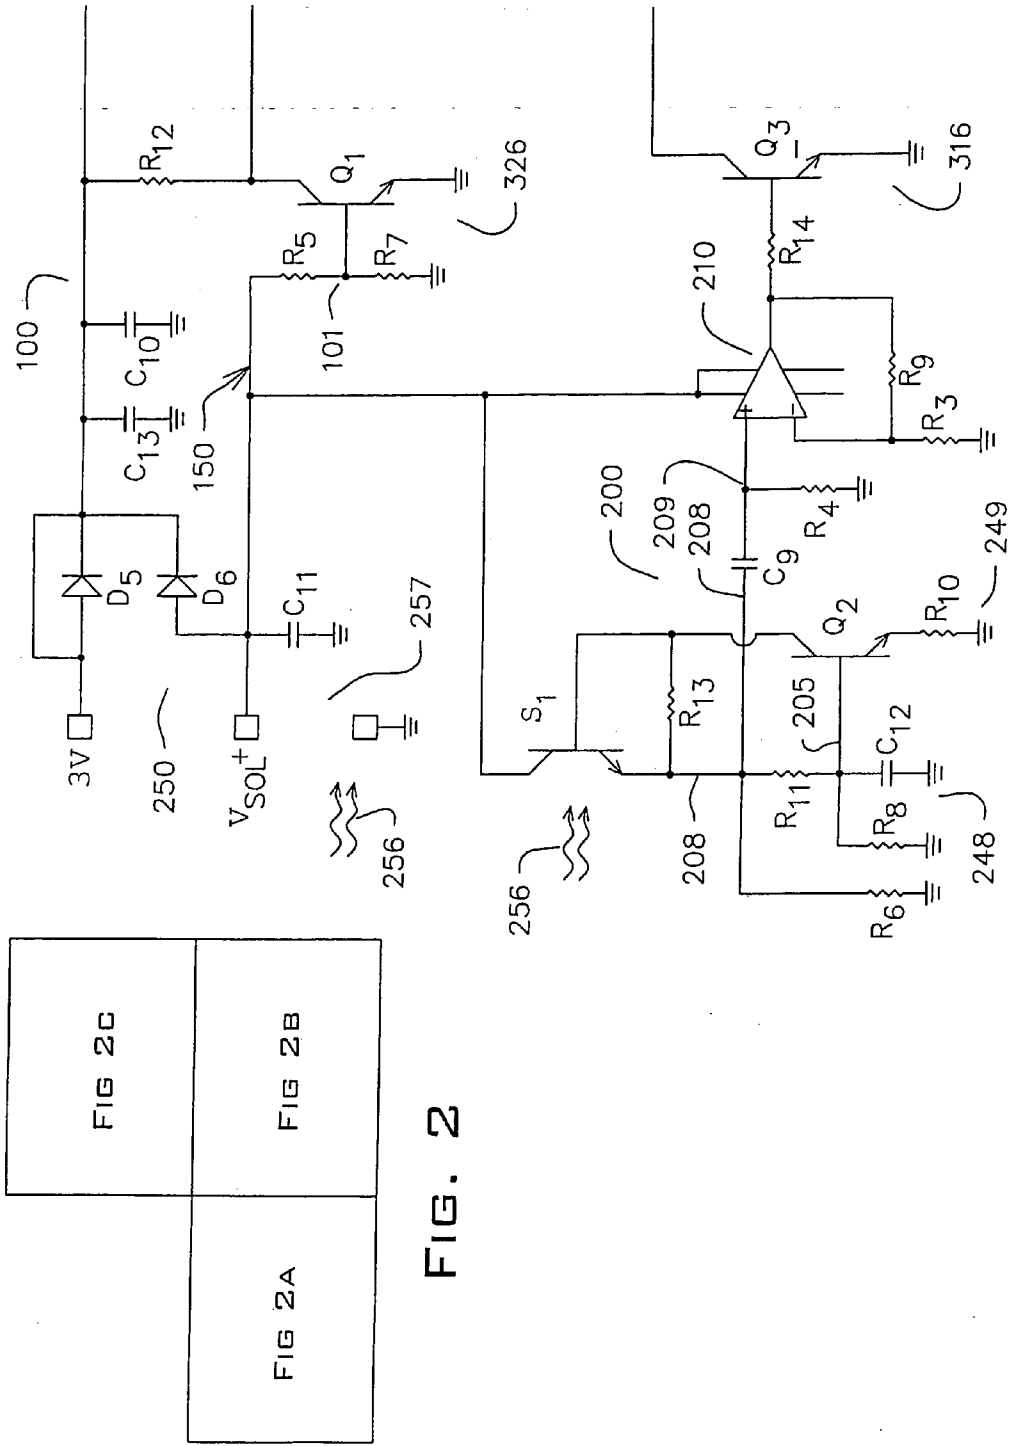 100
R12
Q1
326
R5
R7
101
C10
C13
150
D5
D6
C11
3V
250
VSOL+
257
256
Q3
316
R14
210
R9
R3
200
209
208
R4
C9
249
R10
Q2
S1
R13
205
C12
R11
R8
248
208
256
R6
FIG 2C
FIG 2B
FIG 2A
FIG. 2